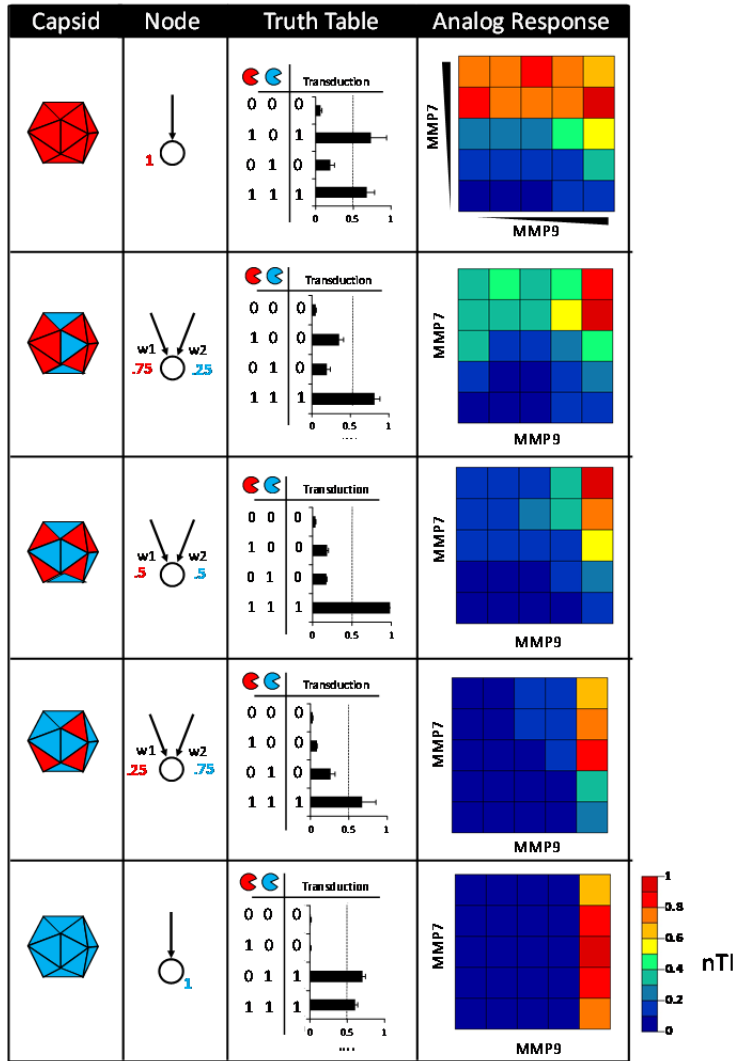 Capsid Node Truth Table Analog Response
Transduction
0 0 0
1 0 1
0 1 0
1 1 1
0 0.5 1
1
MMP7
MMP9
Transduction
0 0 0
1 0 0
0 1 0
1 1 1
0 0.5 1
w1 w2
.75 .25
MMP7
MMP9
Transduction
0 0 0
1 0 0
0 1 0
1 1 1
0 0.5 1
w1 w2
.5 .5
MMP7
MMP9
Transduction
0 0 0
1 0 0
0 1 0
1 1 1
0 0.5 1
w1 w2
.25 .75
MMP7
MMP9
Transduction
0 0 0
1 0 0
0 1 1
1 1 1
0 0.5 1
1
MMP7
MMP9
1
0.8
0.6
0.4
0.2
0
nTI